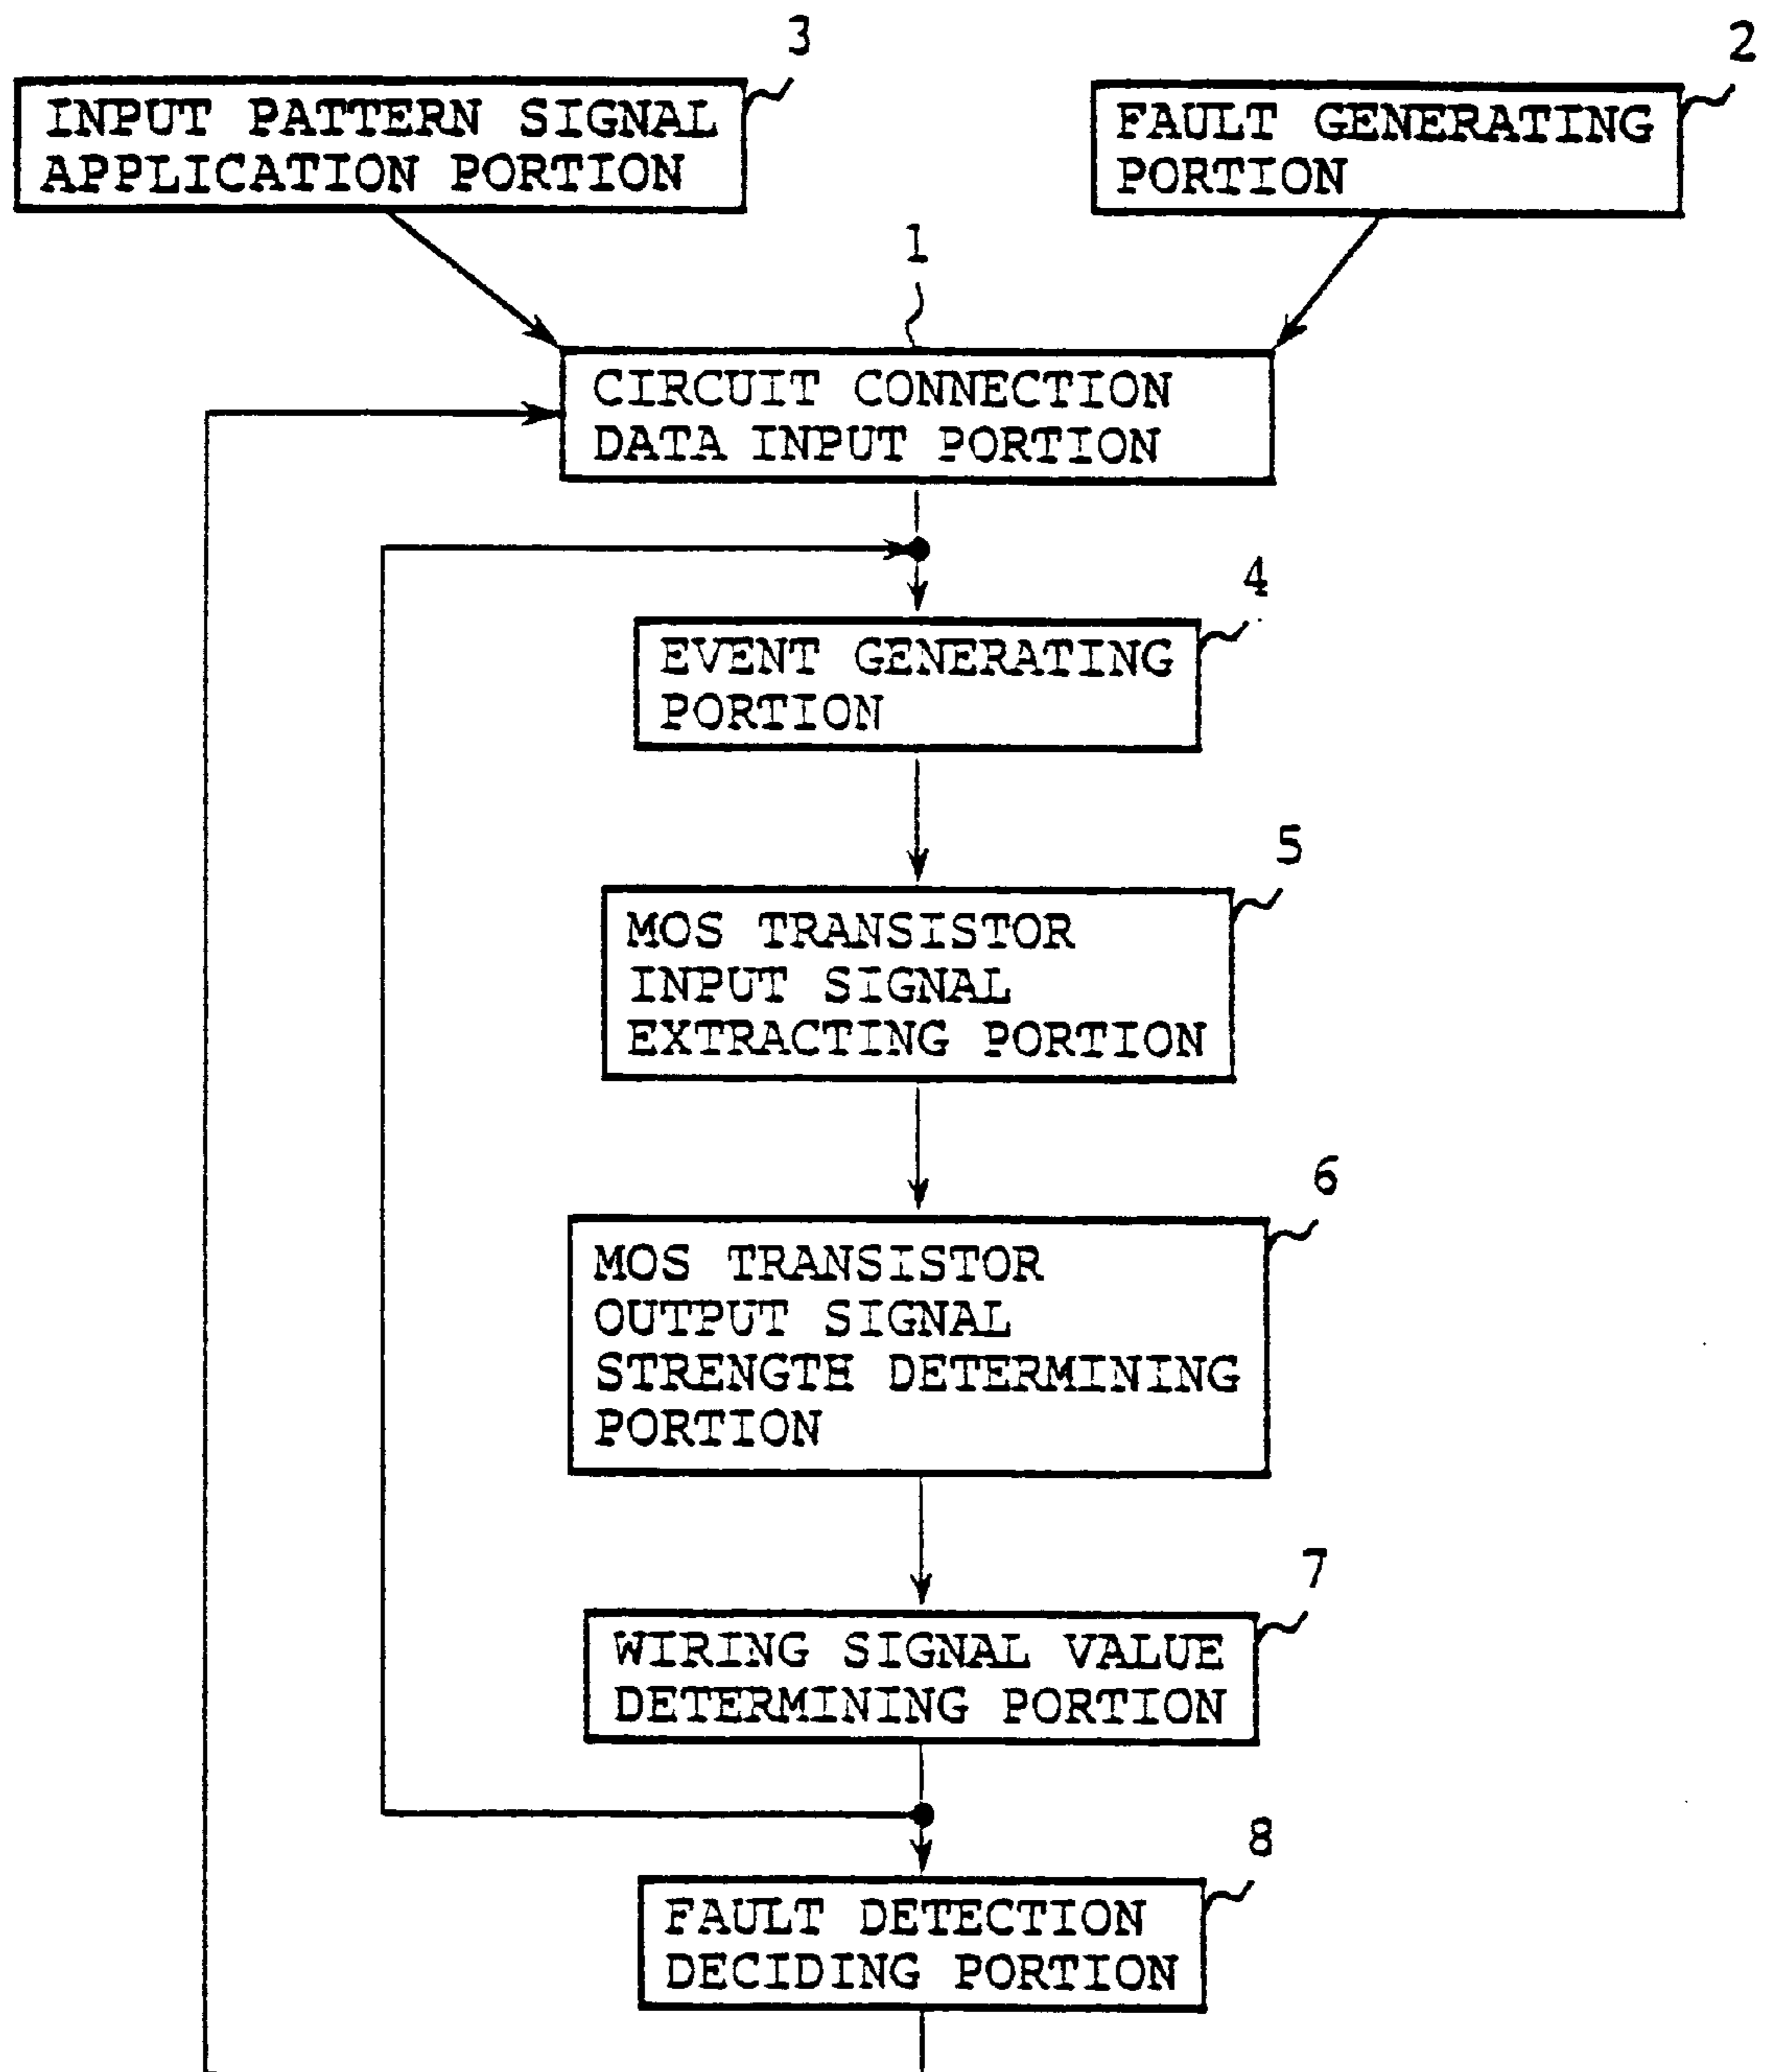 3
INPUT PATTERN SIGNAL
APPLICATION PORTION
2
FAULT GENERATING
PORTION
1
CIRCUIT CONNECTION
DATA INPUT PORTION
4
EVENT GENERATING
PORTION
5
MOS TRANSISTOR
INPUT SIGNAL
EXTRACTING PORTION
6
MOS TRANSISTOR
OUTPUT SIGNAL
STRENGTH DETERMINING
PORTION
7
WIRING SIGNAL VALUE
DETERMINING PORTION
8
FAULT DETECTION
DECIDING PORTION